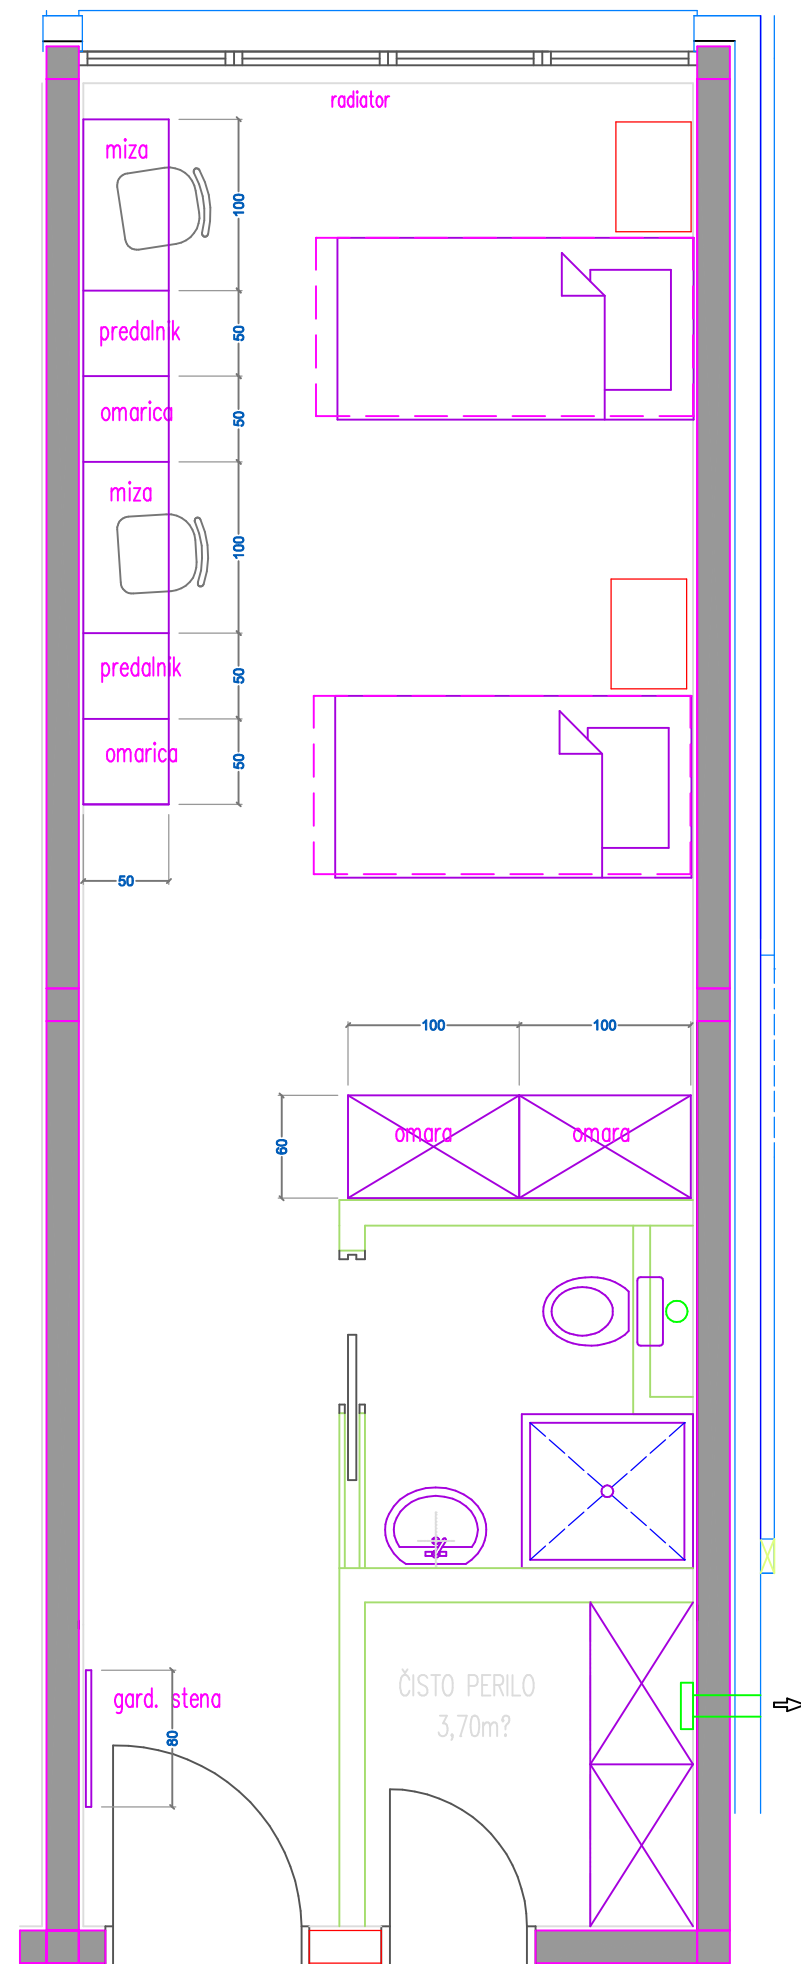 radiator
miza
100
predalnik
50
omarica
50
miza
100
predalnik
50
omarica
50
50
100
100
omara
omara
60
ČISTO PERILO
3,70m?
gard. stena
80